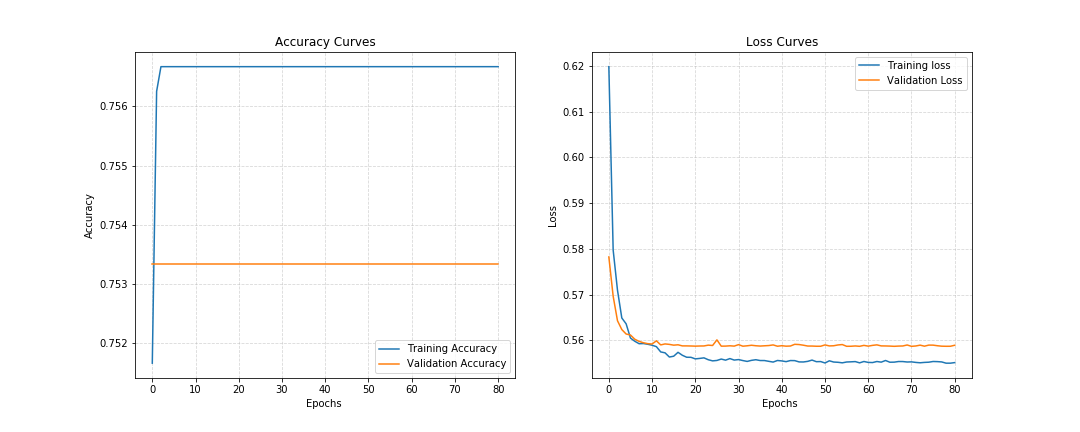 Accuracy Curves
Accuracy
0.756
0.755
0.754
0.753
0.752
0 10 20 30 40 50 60 70 80
Epochs
Training Accuracy
Validation Accuracy
Loss Curves
Loss
0.62
0.61
0.60
0.59
0.58
0.57
0.56
0 10 20 30 40 50 60 70 80
Epochs
Training loss
Validation Loss